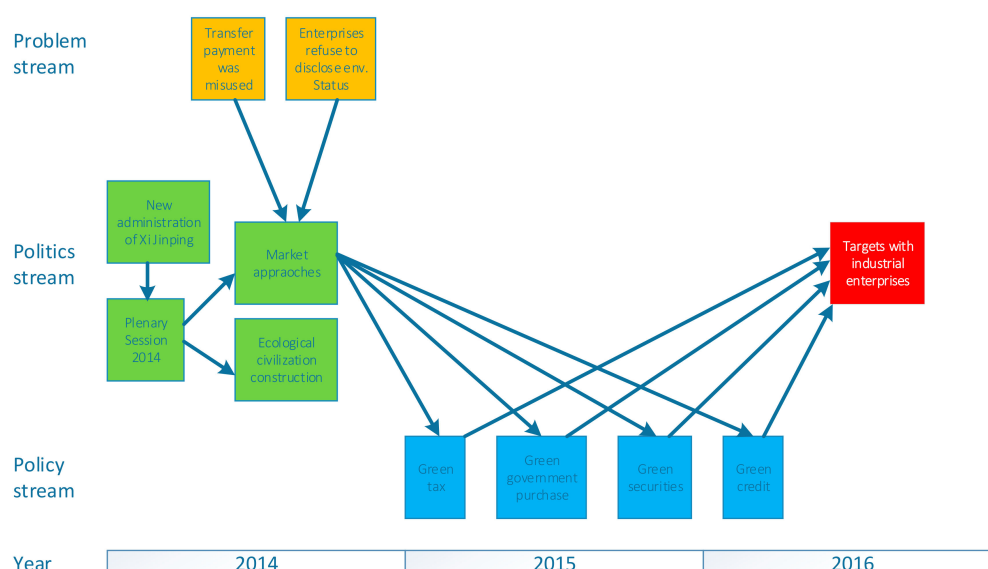 Problem
stream
Transfer
payment
was
misused
Enterprises
refuse to
disclose env.
Status
Politics
stream
New
administration
of Xi Jinping
Plenary
Session
2014
Market
appraoches
Ecological
civilization
construction
Targets with
industrial
enterprises
Policy
stream
Green
tax
Green
government
purchase
Green
securities
Green
credit
Year
2014
2015
2016